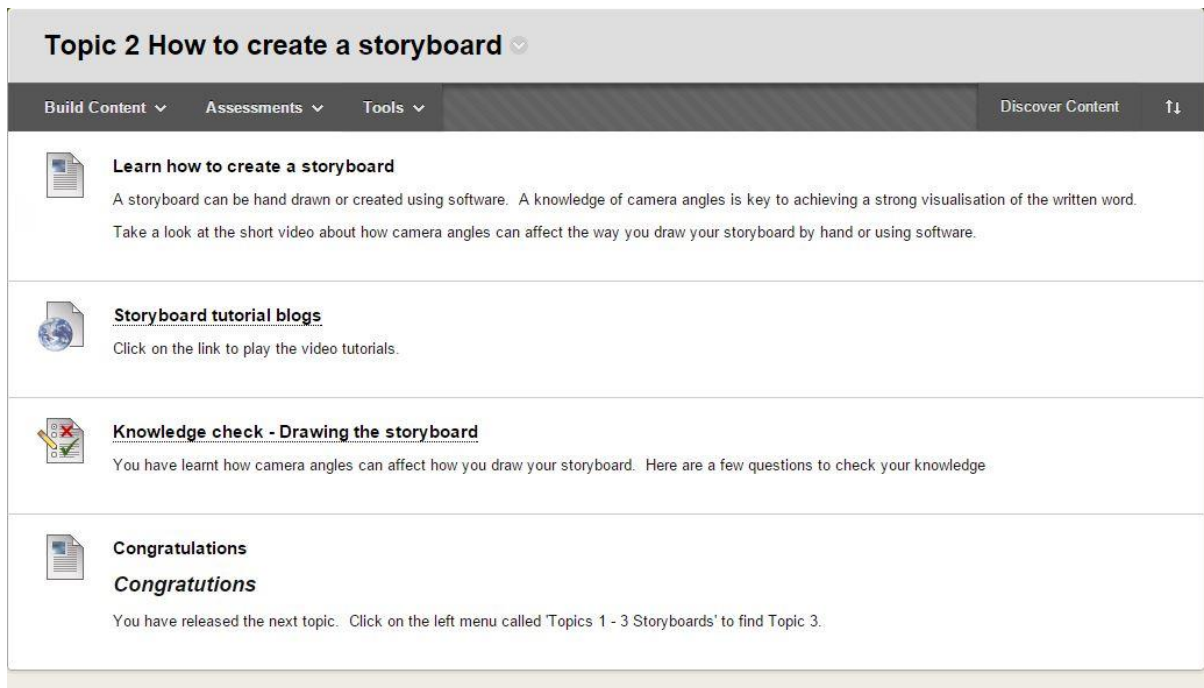 Topic 2 How to create a storyboard
Build Content Assessments Tools Discover Content
Learn how to create a storyboard
A storyboard can be hand drawn or created using software. A knowledge of camera angles is key to achieving a strong visualisation of the written word.
Take a look at the short video about how camera angles can affect the way you draw your storyboard by hand or using software.
Storyboard tutorial blogs
Click on the link to play the video tutorials.
Knowledge check - Drawing the storyboard
You have learnt how camera angles can affect how you draw your storyboard. Here are a few questions to check your knowledge
Congratulations
Congratutions
You have released the next topic. Click on the left menu called 'Topics 1 - 3 Storyboards' to find Topic 3.